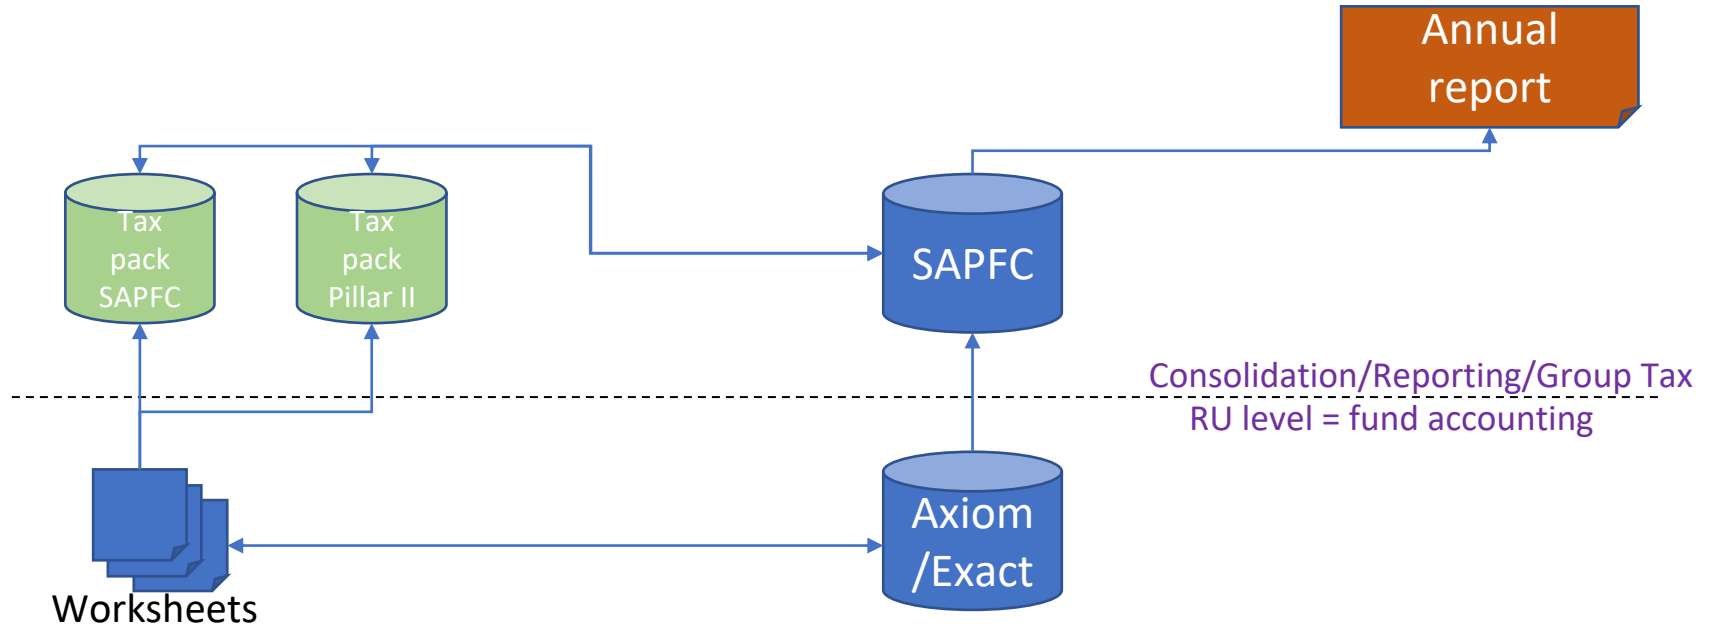 Annual
report
Tax
pack
SAPFC
Tax
pack
Pillar II
SAPFC
Consolidation/Reporting/Group Tax
RU level = fund accounting
Axiom
/Exact
Worksheets